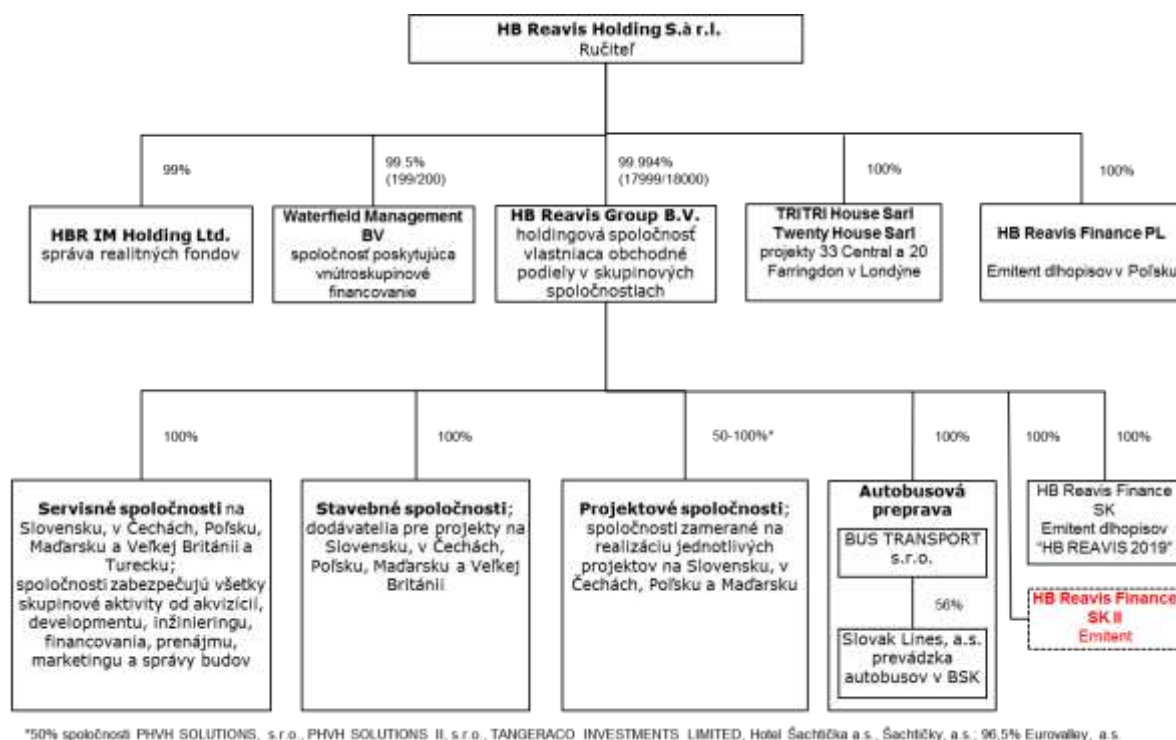 HB Reavis Holding S.à r.l.
Ručiteľ
99%
99.5%
(199/200)
99.994%
(17999/18000)
100%
100%
HBR IM Holding Ltd.
správa realitných fondov
Waterfield Management
BV
spoločnosť poskytujúca
vnútroskupinové
financovanie
HB Reavis Group B.V.
holdingová spoločnosť
vlastniaca obchodné
podiely v skupinových
spoločnostiach
TRITRI House Sarl
Twenty House Sarl
projekty 33 Central a 20
Farringdon v Londýne
HB Reavis Finance PL
Emitent dlhopisov v Poľsku
100%
100%
50-100%*
100%
100%
100%
Servisné spoločnosti na
Slovensku, v Čechách, Poľsku,
Maďarsku a Veľkej Británii a
Turecku;
spoločnosti zabezpečujú všetky
skupinové aktivity od akvizícií,
developmentu, inžinieringu,
financovania, prenájmu,
marketingu a správy budov
Stavebné spoločnosti;
dodávatelia pre projekty na
Slovensku, v Čechách,
Poľsku, Maďarsku a Veľkej
Británii
Projektové spoločnosti;
spoločnosti zamerané na
realizáciu jednotlivých
projektov na Slovensku, v
Čechách, Poľsku a Maďarsku
Autobusová
preprava
BUS TRANSPORT
s.r.o.
56%
Slovak Lines, a.s.
prevádzka
autobusov v BSK
HB Reavis Finance
SK
Emitent dlhopisov
"HB REAVIS 2019"
HB Reavis Finance
SK II
Emitent
*50% spoločnosti PHVH SOLUTIONS, s.r.o., PHVH SOLUTIONS II, s.r.o., TANGERACO INVESTMENTS LIMITED, Hotel Šachtička a.s., Šachtičky, a.s.; 96,5% Eurovalley, a.s.